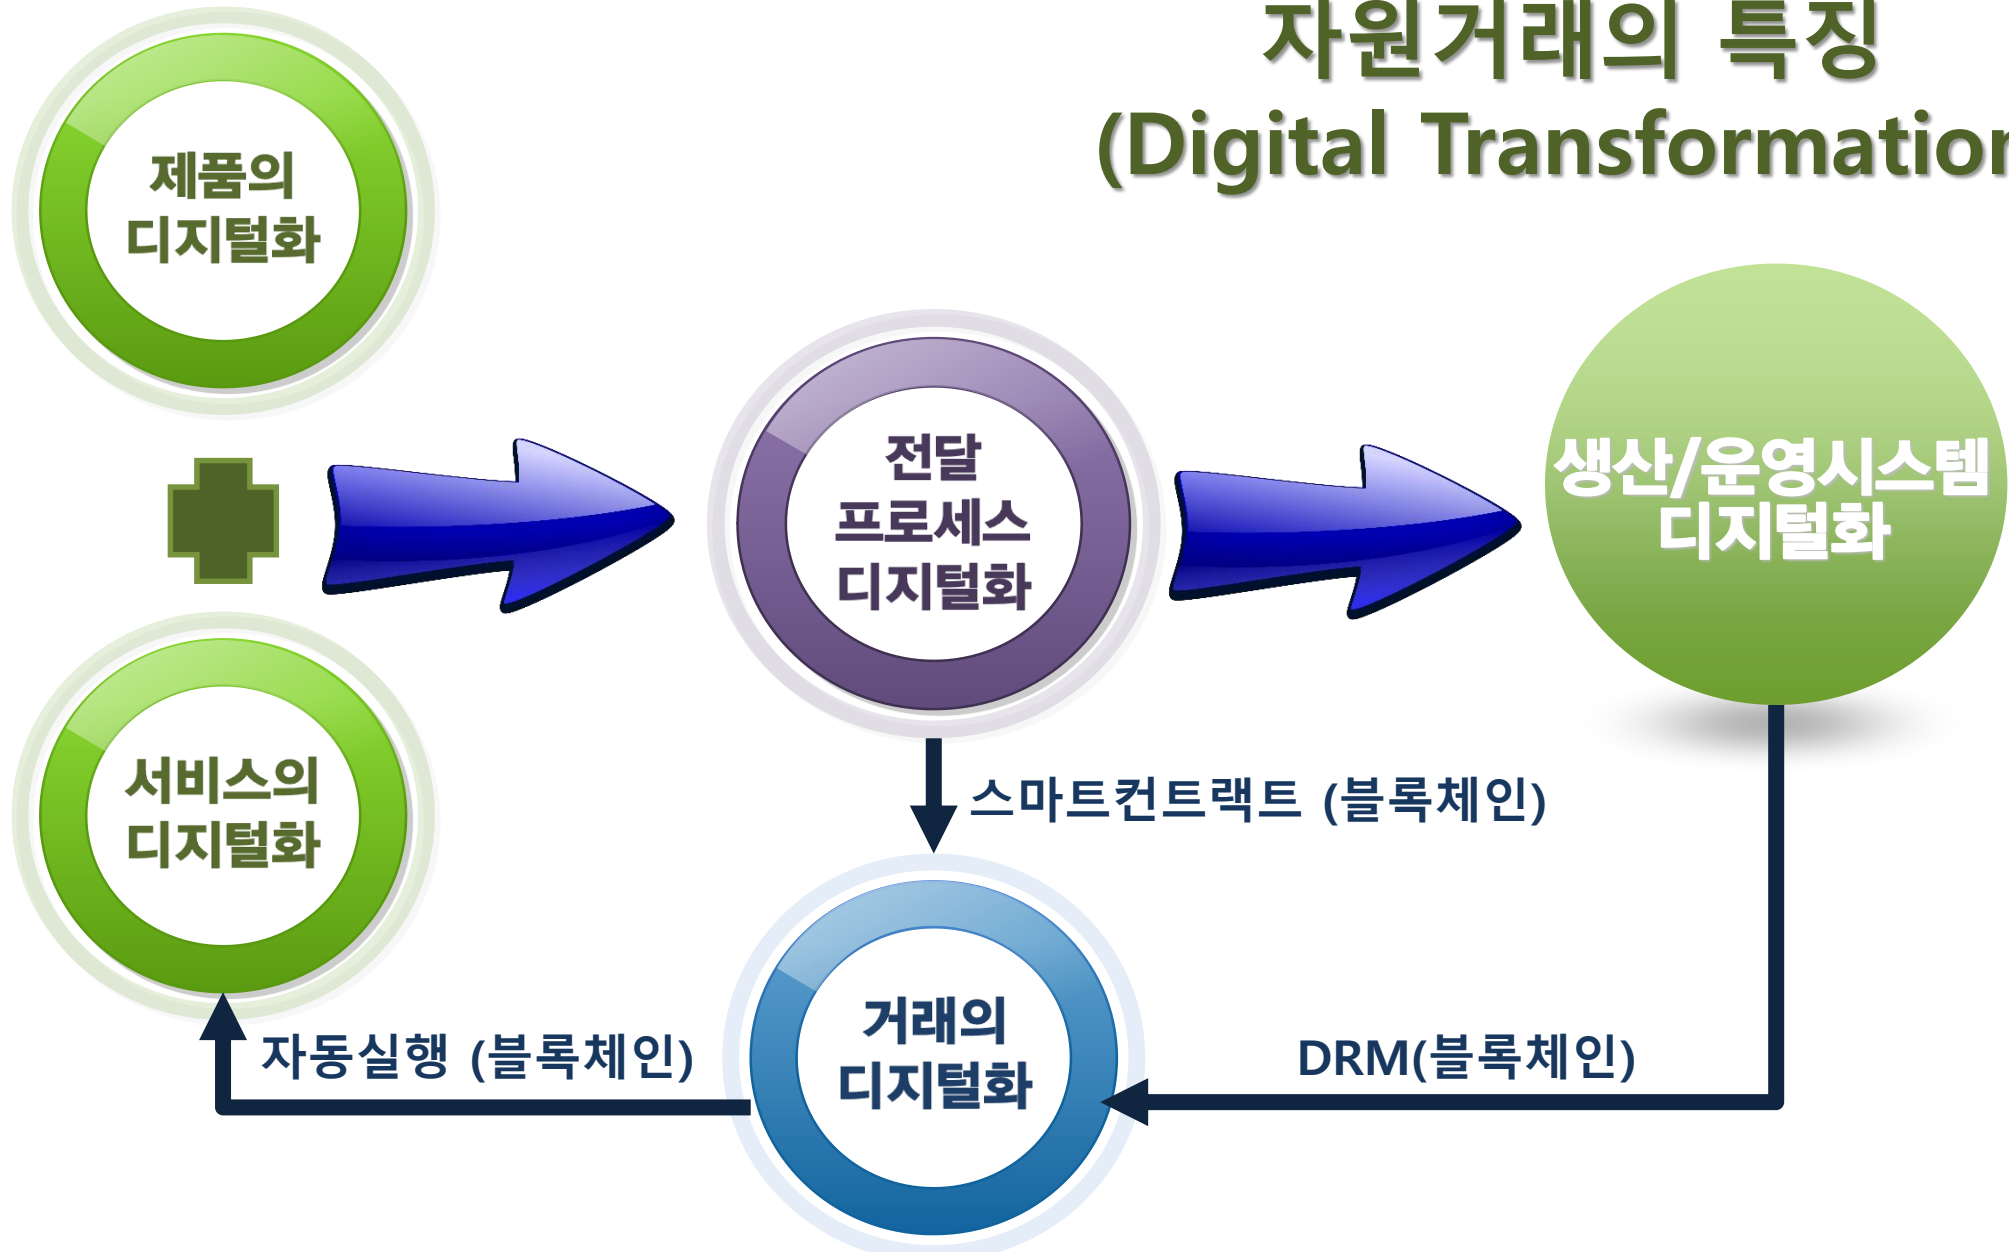 자원거래의 특징
(Digital Transformation
제품의
디지털화
전달
프로세스
디지털화
생산/운영시스템
디지털화
서비스의
디지털화
스마트컨트랙트 (블록체인)
거래의
디지털화
자동실행 (블록체인)
DRM(블록체인)